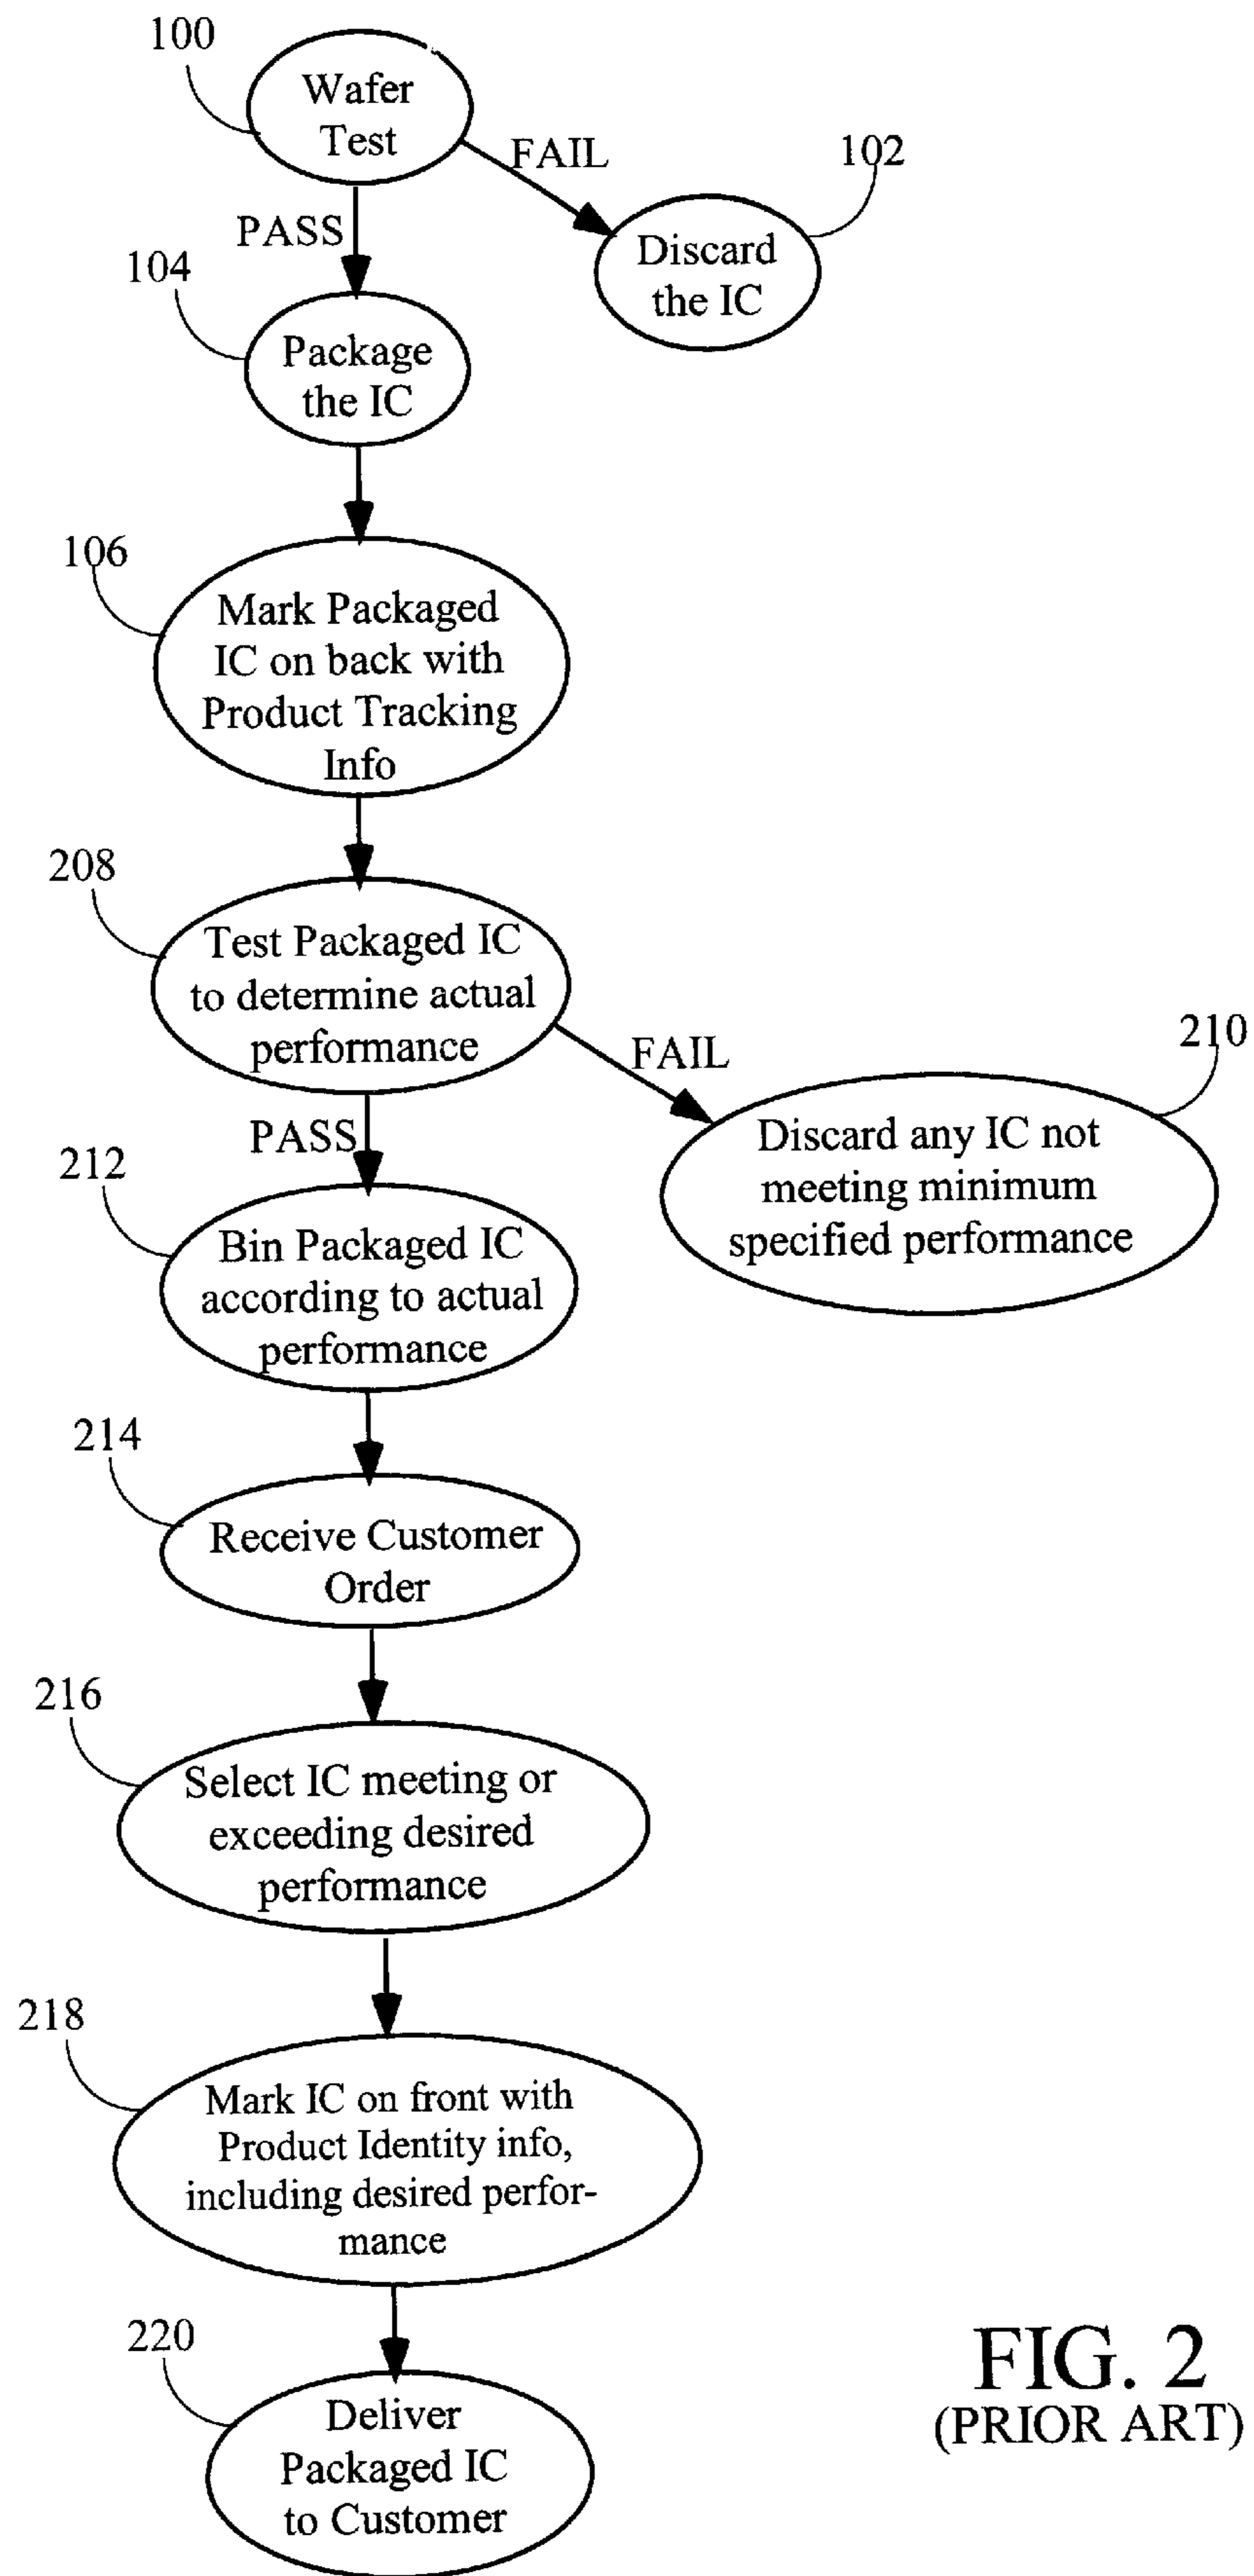 100
Wafer
Test
FAIL
102
PASS
Discard
the IC
104
Package
the IC
106
Mark Packaged
IC on back with
Product Tracking
Info
208
Test Packaged IC
to determine actual
performance
FAIL
210
PASS
Discard any IC not
meeting minimum
specified performance
212
Bin Packaged IC
according to actual
performance
214
Receive Customer
Order
216
Select IC meeting or
exceeding desired
performance
218
Mark IC on front with
Product Identity info,
including desired perfor-
mance
220
Deliver
Packaged IC
to Customer
FIG. 2
(PRIOR ART)